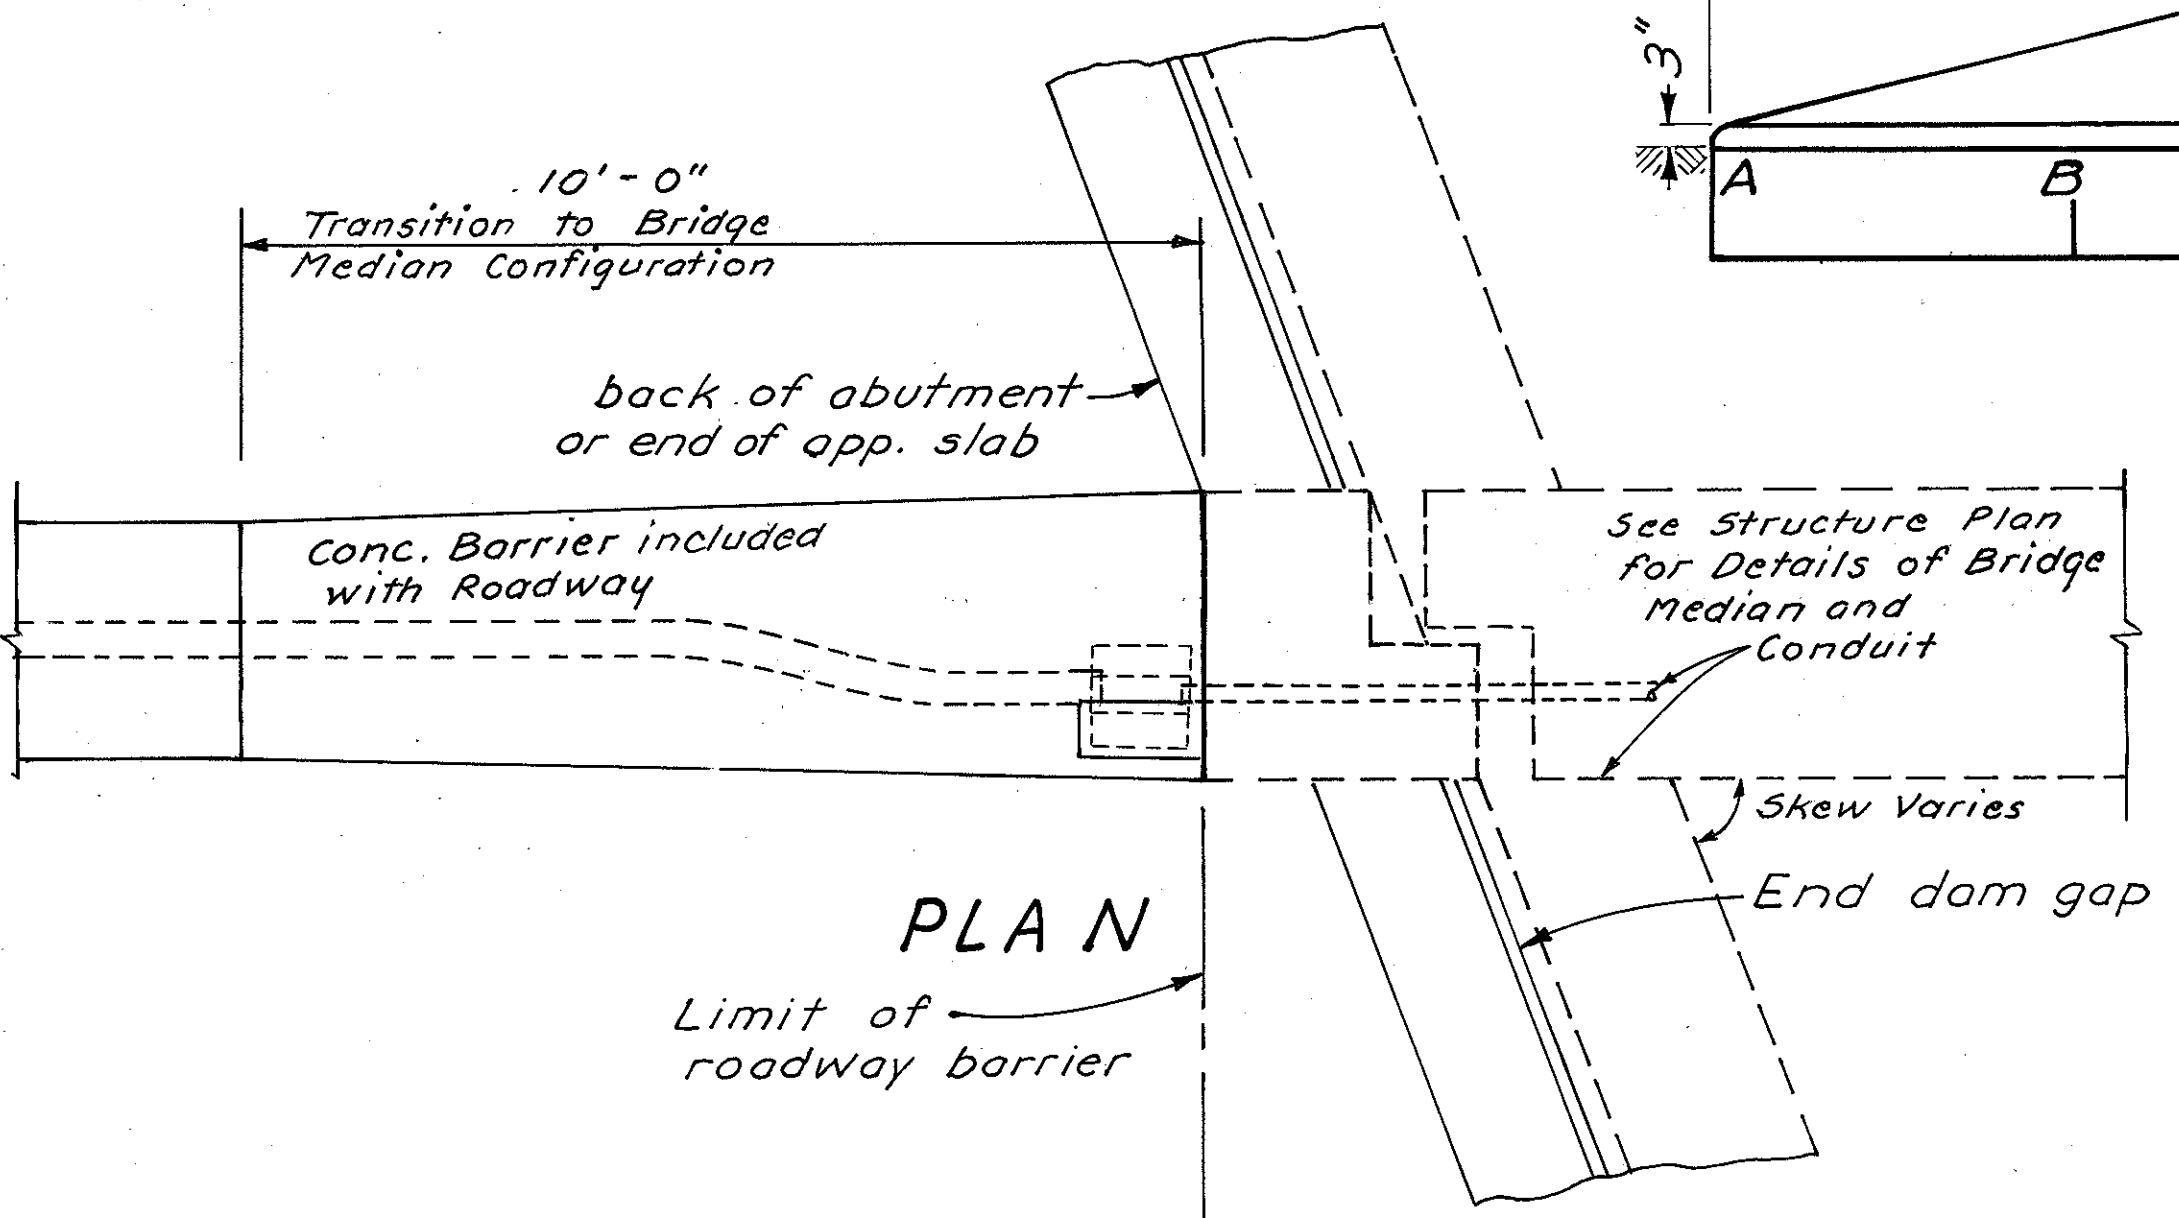 3"
A
B
10'-0"
Transition to Bridge
Median Configuration
back of abutment
or end of app. slab
Conc. Barrier included
with Roadway
See Structure Plan
for Details of Bridge
Median and
Conduit
Skew Varies
End dam gap
PLAN
Limit of
roadway barrier